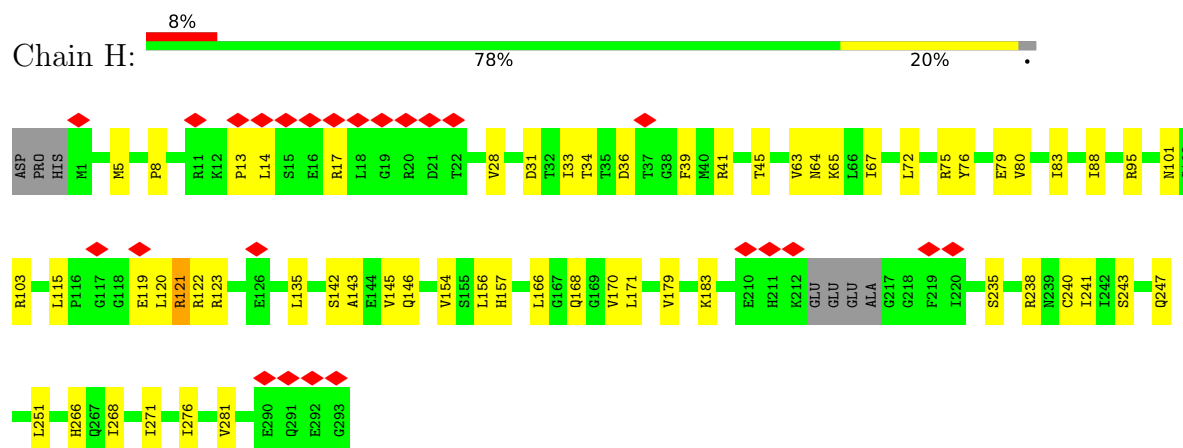 8%
Chain H:
78% 20% •
ASP PRO HIS M1 M5 P8 R11 K12 P13 L14 S15 E16 R17 L18 G19 R20 D21 T22 V28 D31 T32 I33 T34 T35 D36 T37 G38 F39 M40 R41 T45 V63 N64 K65 L66 I67 L72 R75 Y76 E79 V80 I83 I88 R95 N101
R103 L115 P116 G117 G118 E119 L120 R121 R122 R123 E126 L135 S142 A143 E144 V145 Q146 V154 S155 L156 H157 L166 G167 Q168 G169 V170 L171 V179 K183 E210 H211 K212 GLU GLU GLU ALA G217 G218 F219 I220 S235 R238 N239 C240 I241 I242 S243 Q247
L251 H266 Q267 I268 I271 I276 V281 E290 Q291 E292 G293